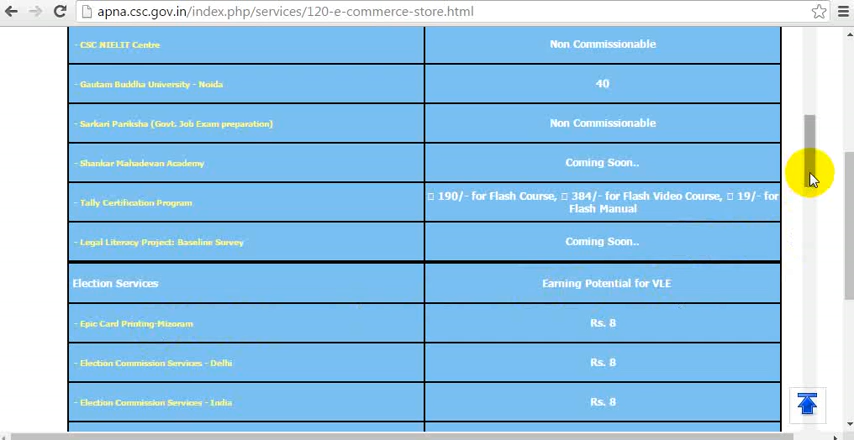 apna.csc.gov.in/index.php/services/120-e-commerce-store.html
- CSC NIELIT Centre
Non Commissionable
- Gautam Buddha University - Noida
40
- Sarkari Pariksha (Govt. Job Exam preparation)
Non Commissionable
- Shankar Mahadevan Academy
Coming Soon..
- Tally Certification Program
▯ 190/- for Flash Course, ▯ 384/- for Flash Video Course, ▯ 19/- for
Flash Manual
- Legal Literacy Project: Baseline Survey
Coming Soon..
Election Services
Earning Potential for VLE
- Epic Card Printing-Mizoram
Rs. 8
- Election Commission Services - Delhi
Rs. 8
- Election Commission Services - India
Rs. 8